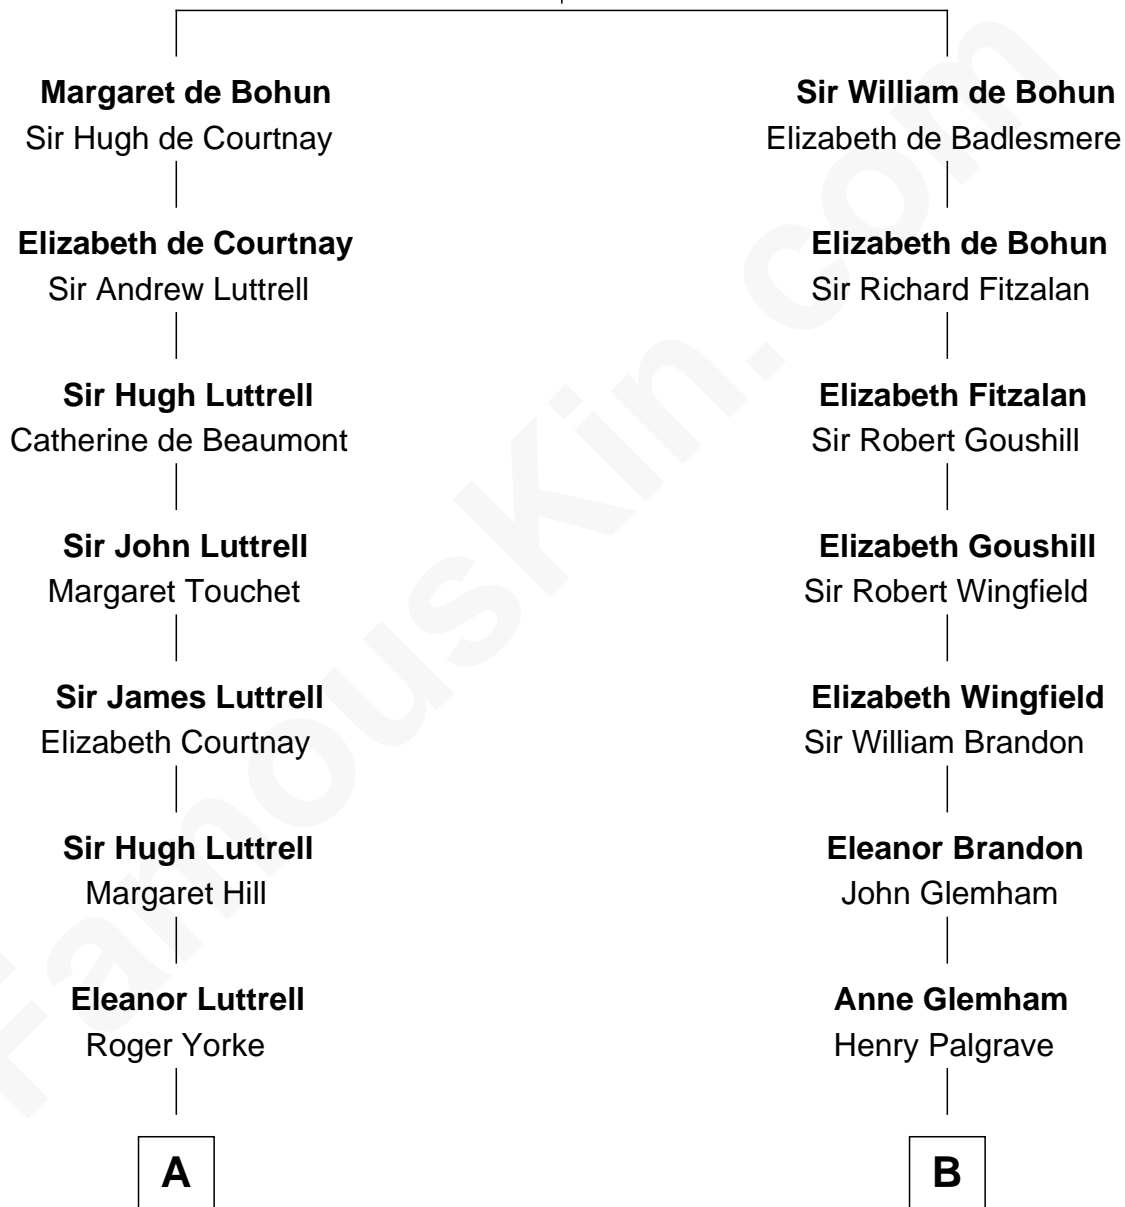 Margaret de Bohun
Sir Hugh de Courtnay
Elizabeth de Courtnay
Sir Andrew Luttrell
Sir Hugh Luttrell
Catherine de Beaumont
Sir John Luttrell
Margaret Touchet
Sir James Luttrell
Elizabeth Courtnay
Sir Hugh Luttrell
Margaret Hill
Eleanor Luttrell
Roger Yorke
A
Sir William de Bohun
Elizabeth de Badlesmere
Elizabeth de Bohun
Sir Richard Fitzalan
Elizabeth Fitzalan
Sir Robert Goushill
Elizabeth Goushill
Sir Robert Wingfield
Elizabeth Wingfield
Sir William Brandon
Eleanor Brandon
John Glemham
Anne Glemham
Henry Palgrave
B
FamousKin.com